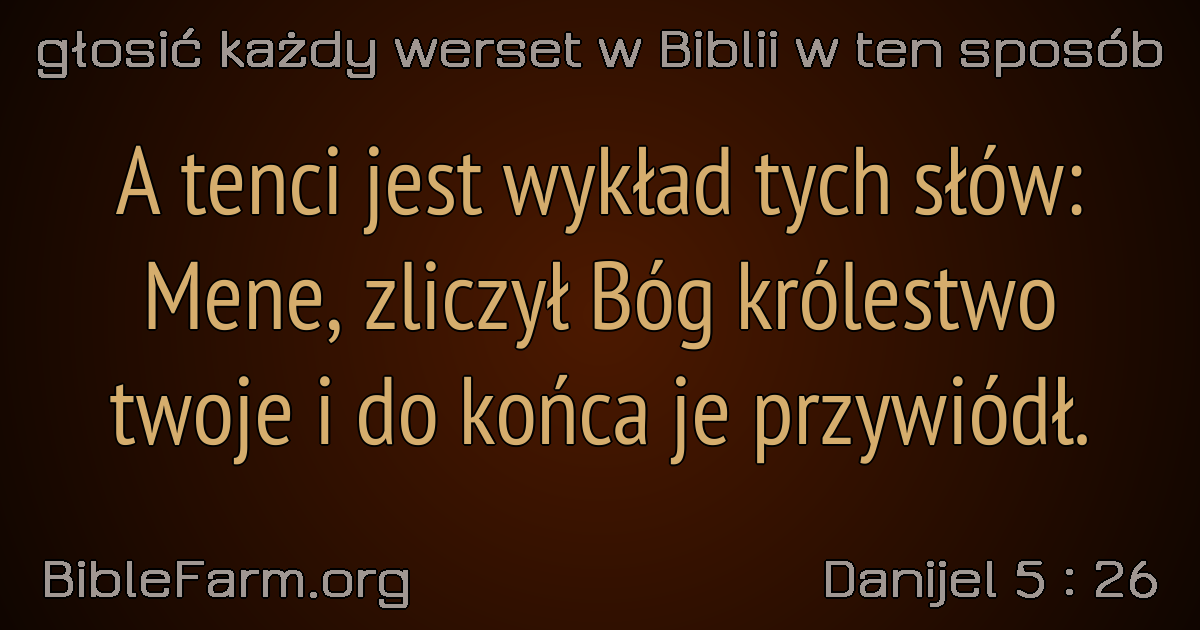 głosić każdy werset w Biblii w ten sposób
A tenci jest wykład tych słów:
Mene, zliczył Bóg królestwo
twoje i do końca je przywiódł.
BibleFarm.org
Danijel 5 : 26